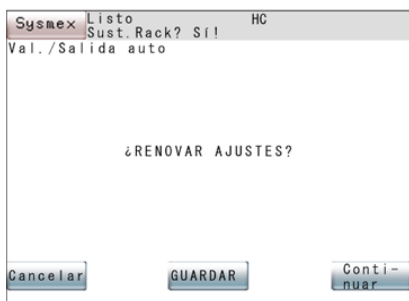 Sysmex Listo HC
Sust.Rack? Sí!
Val./Salida auto
¿RENOVAR AJUSTES?
Cancelar GUARDAR Conti-
nuar